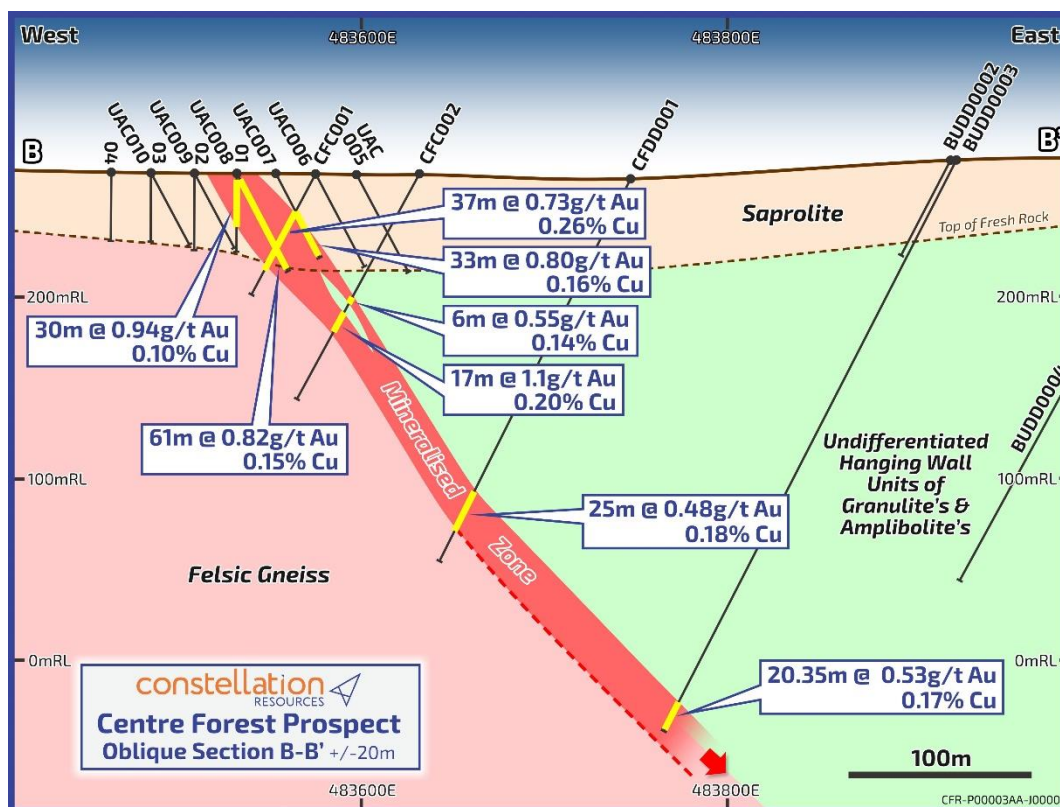 West
483600E
483800E
East
B
04
UAC010
03
UAC009
02
UAC008
01
UAC007
UAC006
CFC001
UAC
005
CFC002
CFDD001
BUDD0002
BUDD0003
B'
37m @ 0.73g/t Au
0.26% Cu
Saprolite
Top of Fresh Rock
33m @ 0.80g/t Au
0.16% Cu
200mRL
200mRL
30m @ 0.94g/t Au
0.10% Cu
6m @ 0.55g/t Au
0.14% Cu
17m @ 1.1g/t Au
0.20% Cu
61m @ 0.82g/t Au
0.15% Cu
Mineralised
Zone
Undifferentiated
Hanging Wall
Units of
Granulite's &
Amplibolite's
100mRL
100mRL
25m @ 0.48g/t Au
0.18% Cu
Felsic Gneiss
0mRL
0mRL
20.35m @ 0.53g/t Au
0.17% Cu
constellation
RESOURCES
Centre Forest Prospect
Oblique Section B-B' +/-20m
100m
483600E
483800E
CFR-P00003AA-J0000